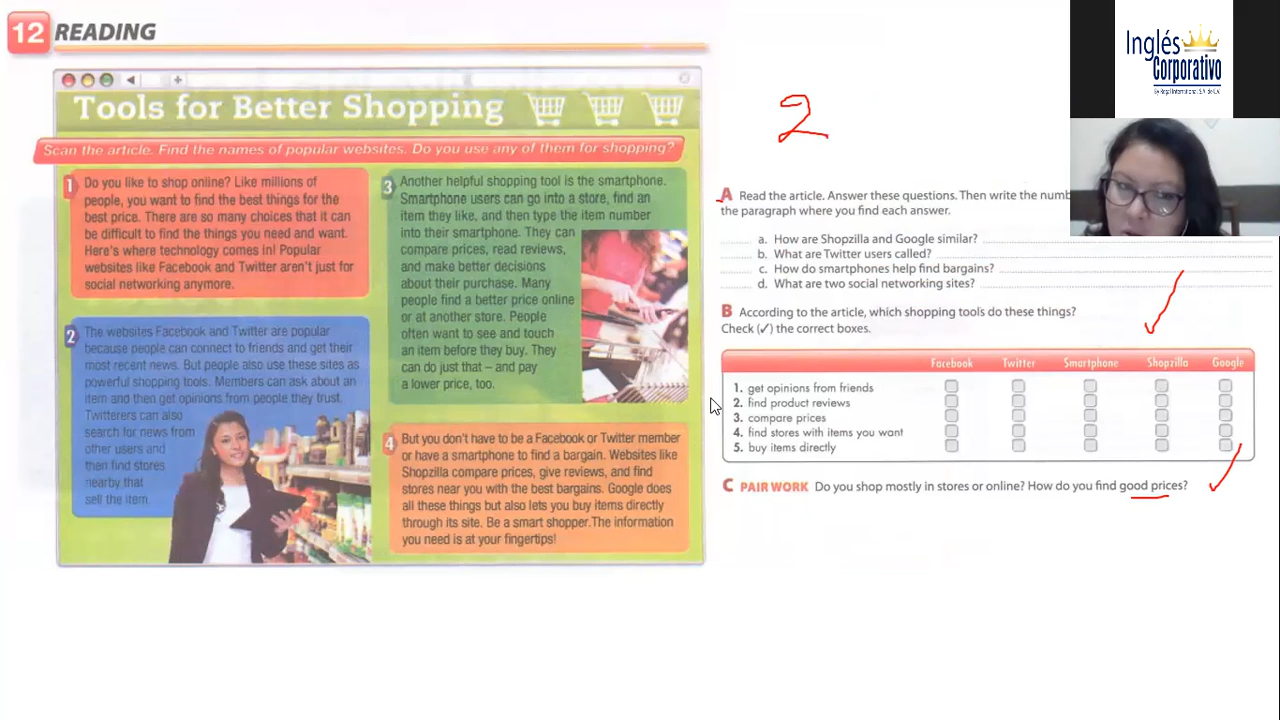 12 READING
Tools for Better Shopping
Scan the article. Find the names of popular websites. Do you use any of them for shopping?
1 Do you like to shop online? Like millions of
people, you want to find the best things for the
best price. There are so many choices that it can
be difficult to find the things you need and want.
Here's where technology comes in! Popular
websites like Facebook and Twitter aren't just for
social networking anymore.
2 The websites Facebook and Twitter are popular
because people can connect to friends and get their
most recent news. But people also use these sites as
powerful shopping tools. Members can ask about an
item and then get opinions from people they trust.
Twitterers can also
search for news from
other users and
then find stores
nearby that
sell the item.
3 Another helpful shopping tool is the smartphone.
Smartphone users can go into a store, find an
item they like, and then type the item number
into their smartphone. They can
compare prices, read reviews,
and make better decisions
about their purchase. Many
people find a better price online
or at another store. People
often want to see and touch
an item before they buy. They
can do just that – and pay
a lower price, too.
4 But you don't have to be a Facebook or Twitter member
or have a smartphone to find a bargain. Websites like
Shopzilla compare prices, give reviews, and find
stores near you with the best bargains. Google does
all these things but also lets you buy items directly
through its site. Be a smart shopper. The information
you need is at your fingertips!
2
A Read the article. Answer these questions. Then write the num
the paragraph where you find each answer.
a. How are Shopzilla and Google similar?
b. What are Twitter users called?
c. How do smartphones help find bargains?
d. What are two social networking sites?
B According to the article, which shopping tools do these things?
Check (✓) the correct boxes.
Facebook Twitter Smartphone Shopzilla Google
1. get opinions from friends
2. find product reviews
3. compare prices
4. find stores with items you want
5. buy items directly
C PAIR WORK Do you shop mostly in stores or online? How do you find good prices?
Inglés
Corporativo
By Regal International S.A. de C.V.